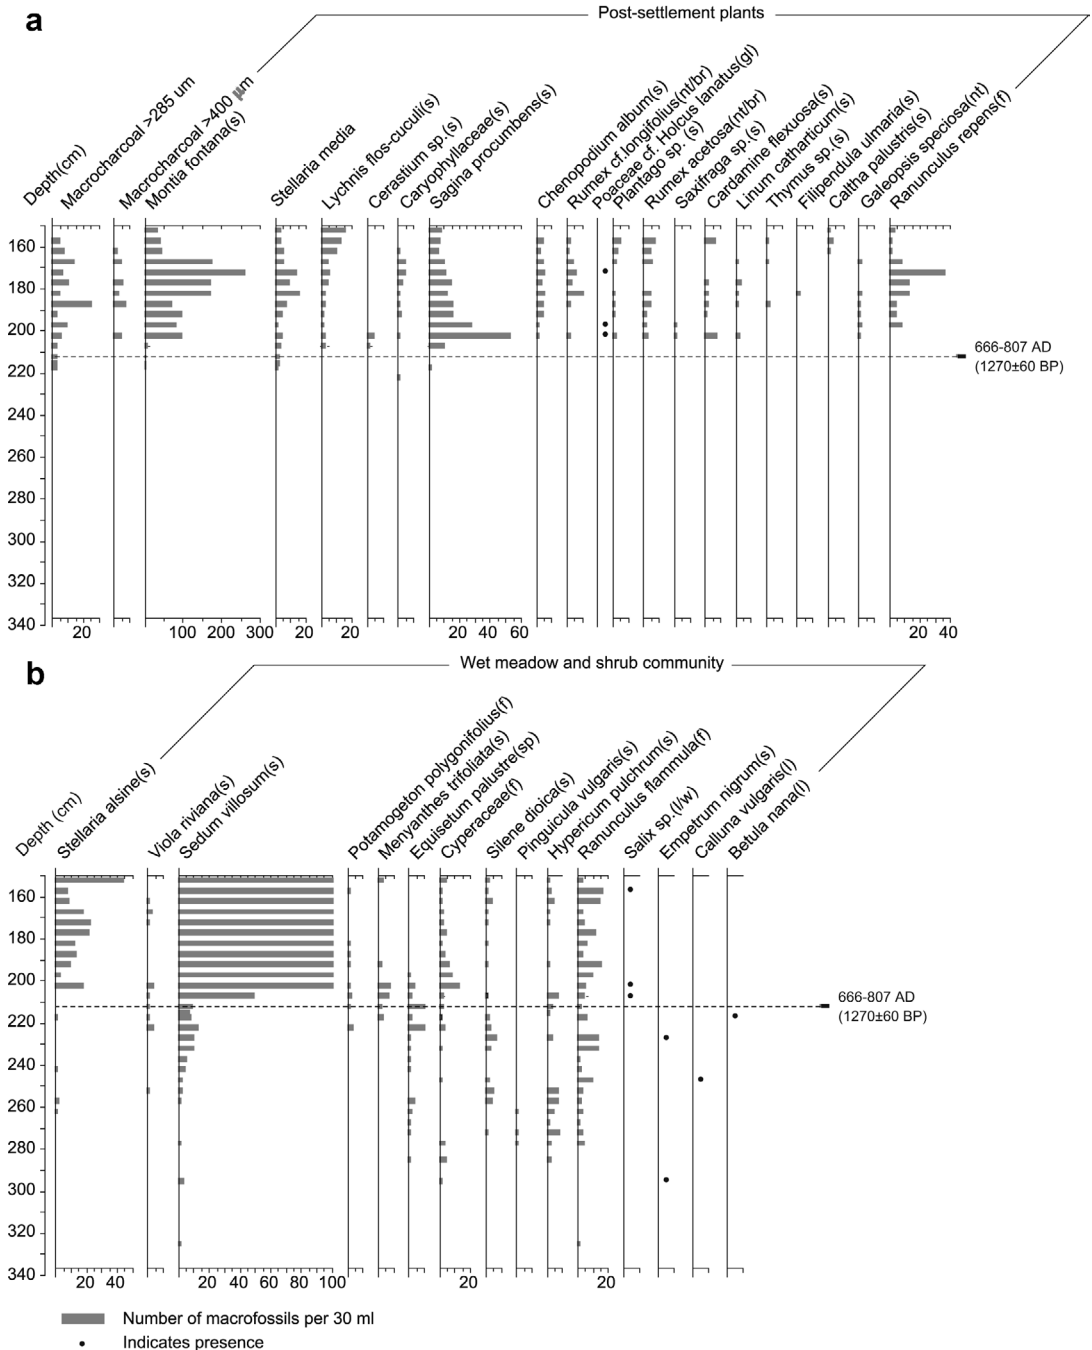 a
Post-settlement plants
Depth(cm)
Macrocharcoal >285 um
Macrocharcoal >400 um
Montia fontana(s)
Stellaria media
Lychnis flos-cuculi(s)
Cerastium sp.(s)
Caryophyllaceae(s)
Sagina procumbens(s)
Chenopodium album(s)
Rumex cf.longifolius(nt/br)
Poaceae cf. Holcus lanatus(gl)
Plantago sp.(s)
Rumex acetosa(nt/br)
Saxifraga sp.(s)
Cardamine flexuosa(s)
Linum catharticum(s)
Thymus sp.(s)
Filipendula ulmaria(s)
Caltha palustris(s)
Galeopsis speciosa(nt)
Ranunculus repens(f)
160
180
200
666-807 AD
220
(1270±60 BP)
240
260
280
300
320
340
20 100 200 300 20 20 20 40 60 20 40
b
Wet meadow and shrub community
Depth (cm)
Stellaria alsine(s)
Viola riviana(s)
Sedum villosum(s)
Potamogeton polygonifolius(f)
Menyanthes trifoliata(s)
Equisetum palustre(sp)
Cyperaceae(f)
Silene dioica(s)
Pinguicula vulgaris(s)
Hypericum pulchrum(s)
Ranunculus flammula(f)
Salix sp.(l/w)
Empetrum nigrum(s)
Calluna vulgaris(l)
Betula nana(l)
160
180
200
666-807 AD
220
(1270±60 BP)
240
260
280
300
320
340
20 40 20 40 60 80 100 20 20
Number of macrofossils per 30 ml
Indicates presence